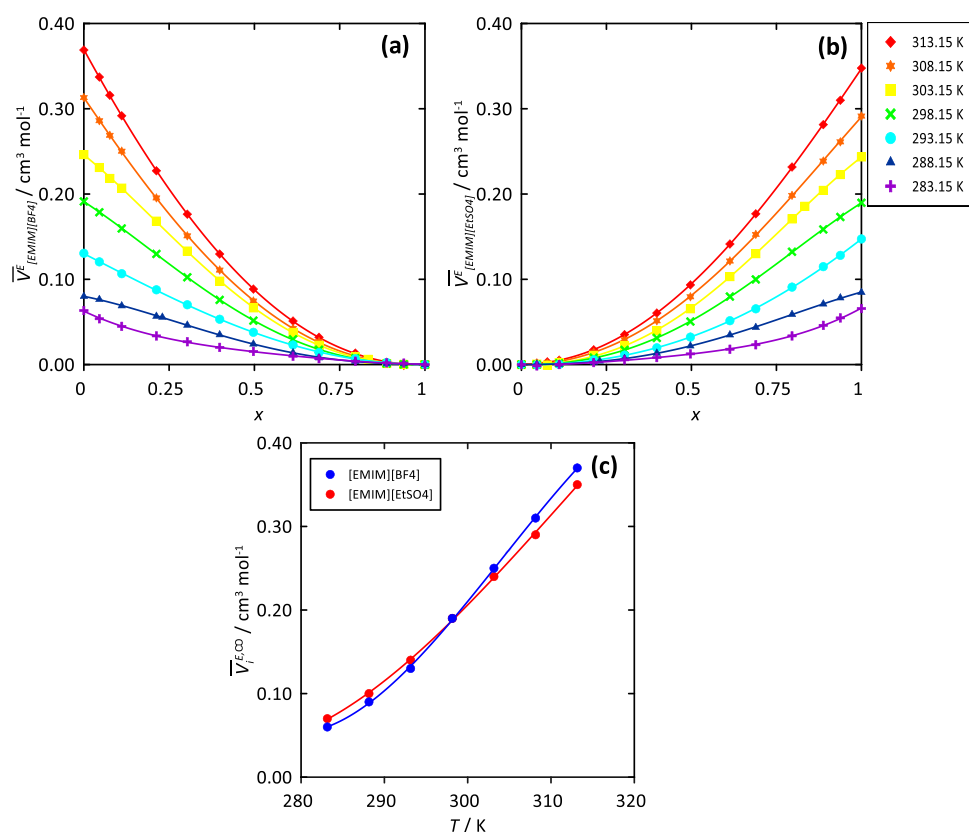 (a)
0.40
0.30
0.20
0.10
0.00
0
0.25
0.5
0.75
1
x
V^E_[EMIM][BF4] / cm³ mol⁻¹
(b)
0.40
0.30
0.20
0.10
0.00
0
0.25
0.5
0.75
1
x
V^E_[EMIM][EtSO4] / cm³ mol⁻¹
313.15 K
308.15 K
303.15 K
298.15 K
293.15 K
288.15 K
283.15 K
(c)
[EMIM][BF4]
[EMIM][EtSO4]
0.40
0.30
0.20
0.10
0.00
280
290
300
310
320
T / K
V_i^E,∞ / cm³ mol⁻¹